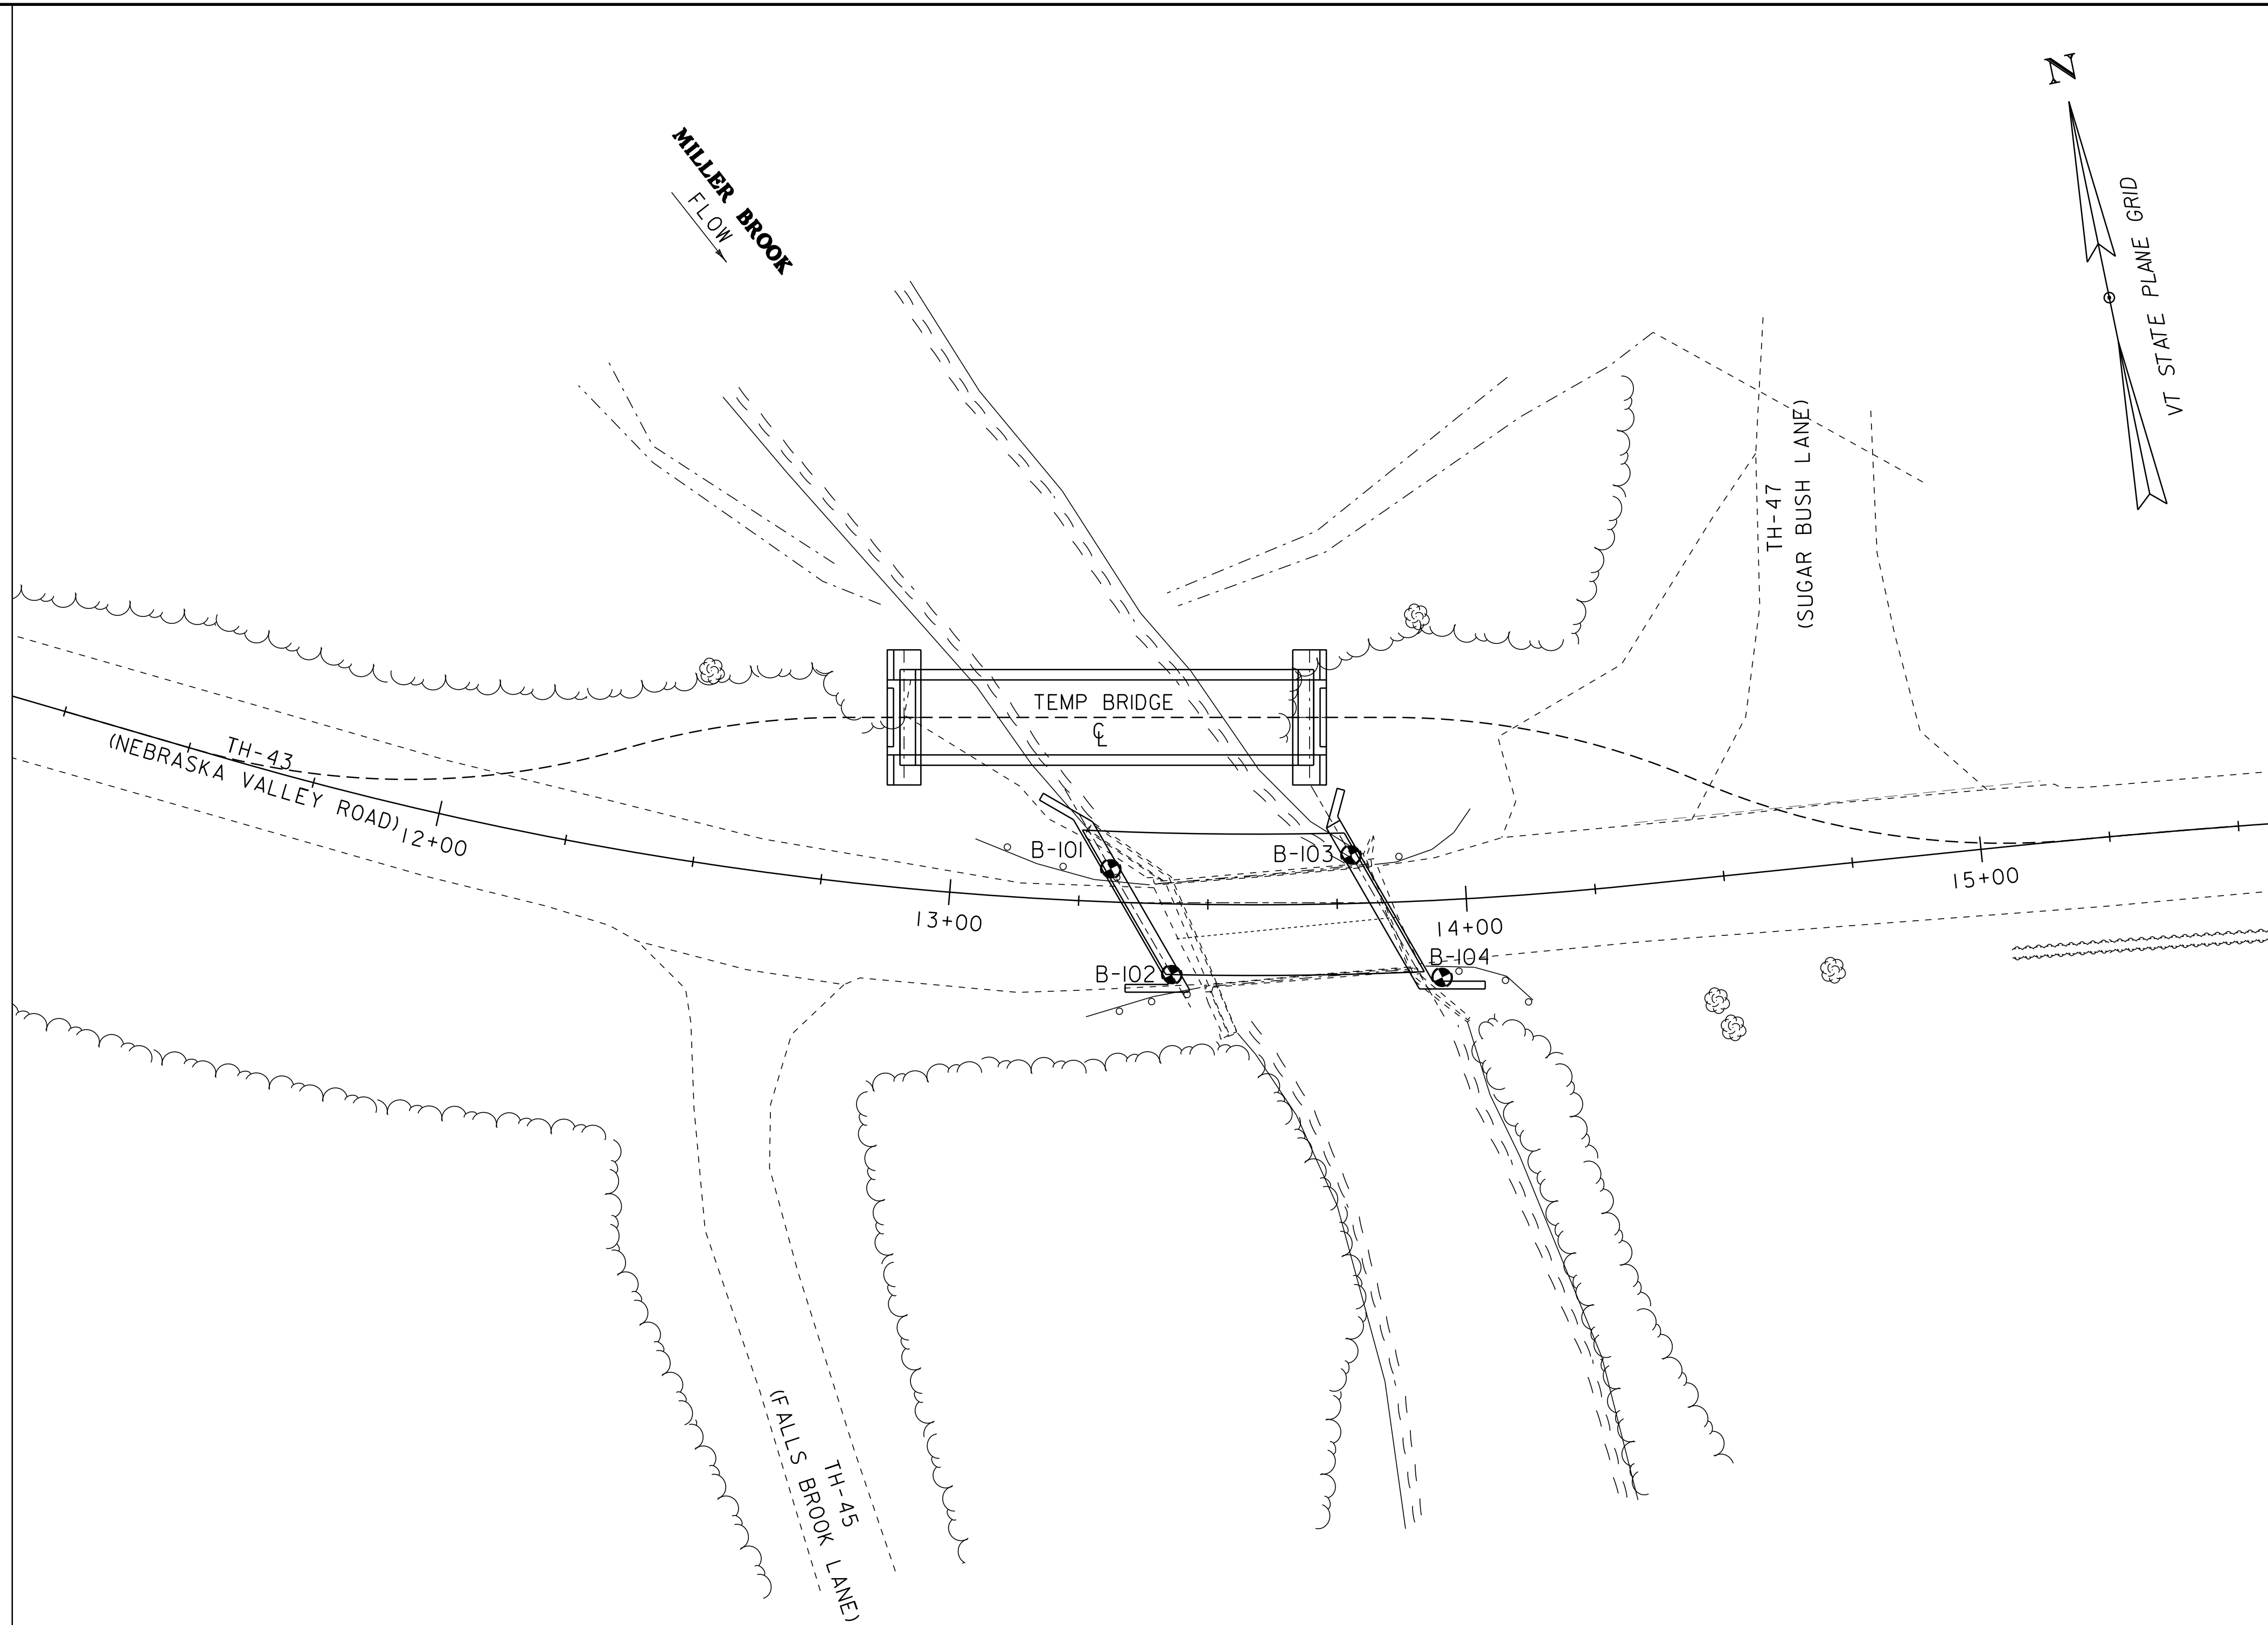 N
VT STATE PLANE GRID
MILLER BROOK
FLOW
TH-47
(SUGAR BUSH LANE)
TEMP BRIDGE
℄
TH-43
(NEBRASKA VALLEY ROAD)
12+00
B-101
B-103
13+00
14+00
15+00
B-102
B-104
TH-45
(FALLS BROOK LANE)